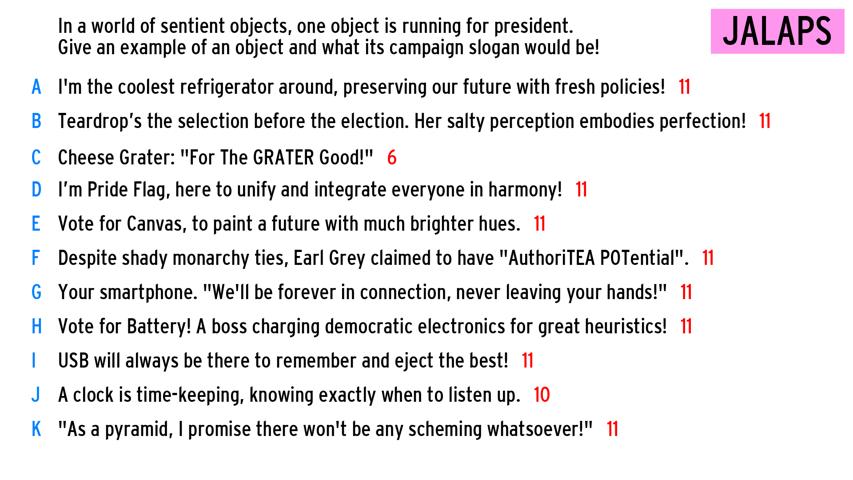 In a world of sentient objects, one object is running for president.
Give an example of an object and what its campaign slogan would be!
JALAPS
A I'm the coolest refrigerator around, preserving our future with fresh policies! 11
B Teardrop's the selection before the election. Her salty perception embodies perfection! 11
C Cheese Grater: "For The GRATER Good!" 6
D I'm Pride Flag, here to unify and integrate everyone in harmony! 11
E Vote for Canvas, to paint a future with much brighter hues. 11
F Despite shady monarchy ties, Earl Grey claimed to have "AuthoriTEA POTential". 11
G Your smartphone. "We'll be forever in connection, never leaving your hands!" 11
H Vote for Battery! A boss charging democratic electronics for great heuristics! 11
I USB will always be there to remember and eject the best! 11
J A clock is time-keeping, knowing exactly when to listen up. 10
K "As a pyramid, I promise there won't be any scheming whatsoever!" 11